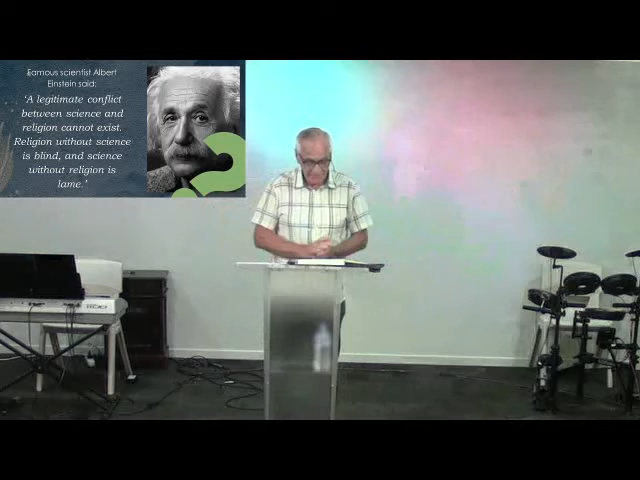 Famous scientist Albert
Einstein said:
‘A legitimate conflict
between science and
religion cannot exist.
Religion without science
is blind, and science
without religion is
lame.’